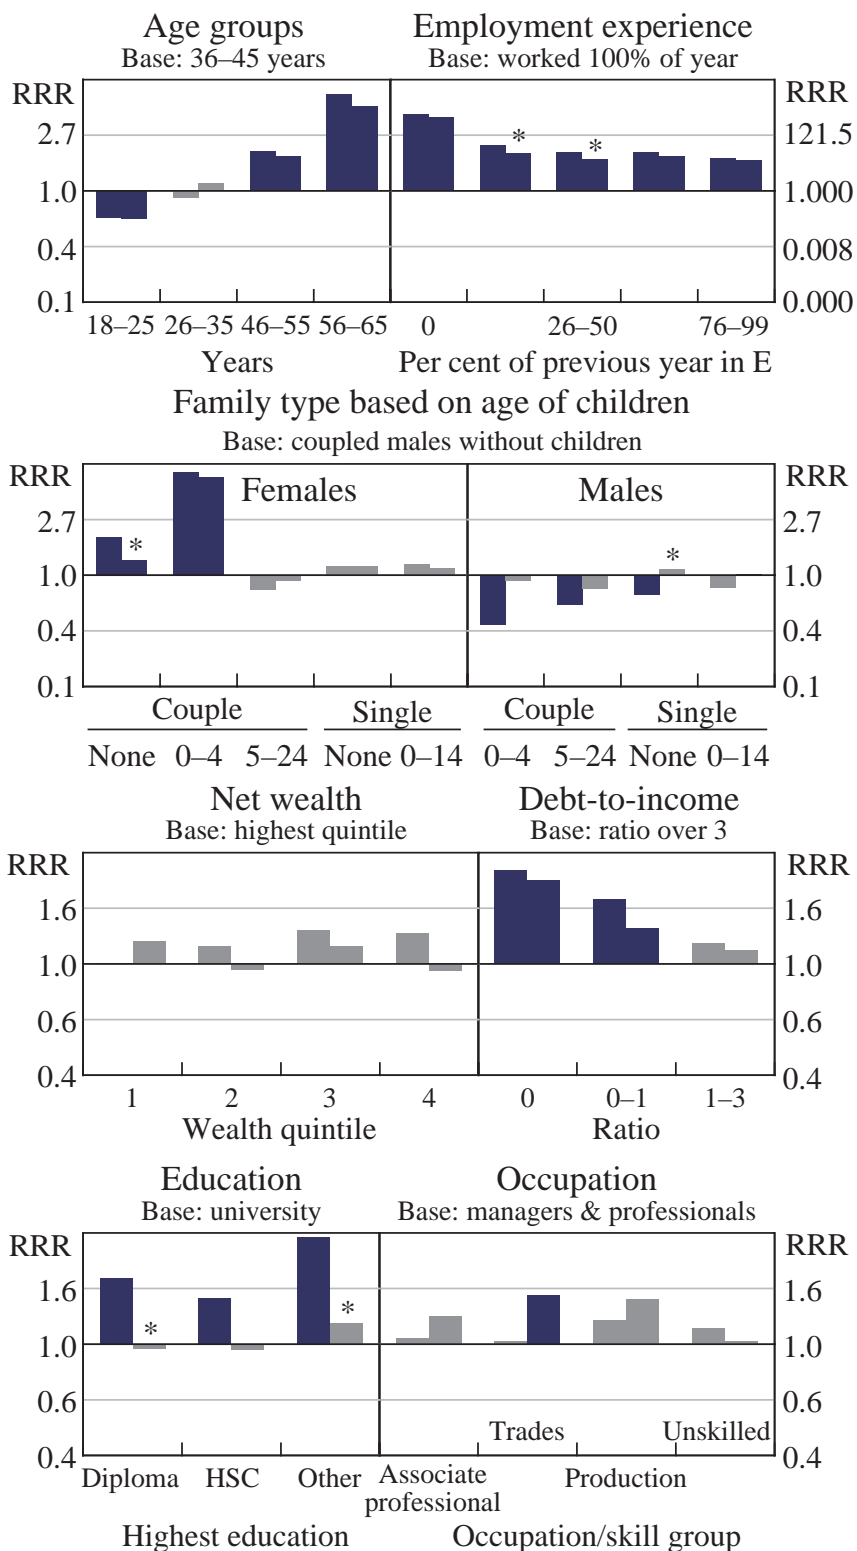 Age groups Employment experience
Base: 36–45 years Base: worked 100% of year
RRR RRR
2.7 * * 121.5
1.0 1.000
0.4 0.008
0.1 0.000
18–25 26–35 46–55 56–65 0 26–50 76–99
Years Per cent of previous year in E
Family type based on age of children
Base: coupled males without children
RRR Females Males RRR
2.7 * * 2.7
1.0 1.0
0.4 0.4
0.1 0.1
Couple Single Couple Single
None 0–4 5–24 None 0–14 0–4 5–24 None 0–14
Net wealth Debt-to-income
Base: highest quintile Base: ratio over 3
RRR RRR
1.6 1.6
1.0 1.0
0.6 0.6
0.4 0.4
1 2 3 4 0 0–1 1–3
Wealth quintile Ratio
Education Occupation
Base: university Base: managers & professionals
RRR RRR
1.6 1.6
* *
1.0 1.0
0.6 0.6
Trades Unskilled
0.4 0.4
Diploma HSC Other Associate professional Production
Highest education Occupation/skill group